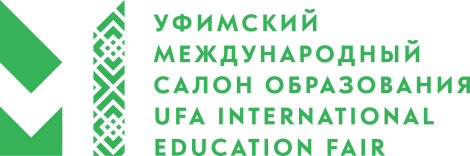 УФИМСКИЙ
МЕЖДУНАРОДНЫЙ
САЛОН ОБРАЗОВАНИЯ
UFA INTERNATIONAL
EDUCATION FAIR